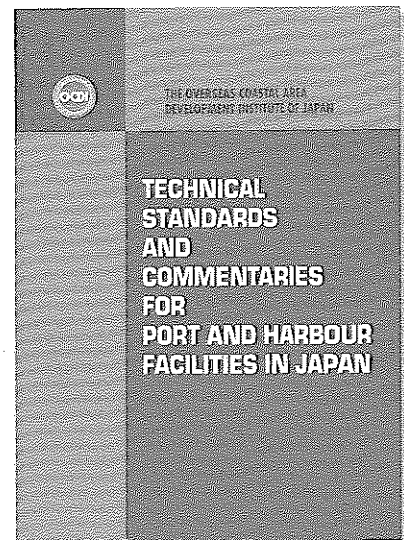 OCDI
THE OVERSEAS COASTAL AREA
DEVELOPMENT INSTITUTE OF JAPAN
TECHNICAL
STANDARDS
AND
COMMENTARIES
FOR
PORT AND HARBOUR
FACILITIES IN JAPAN